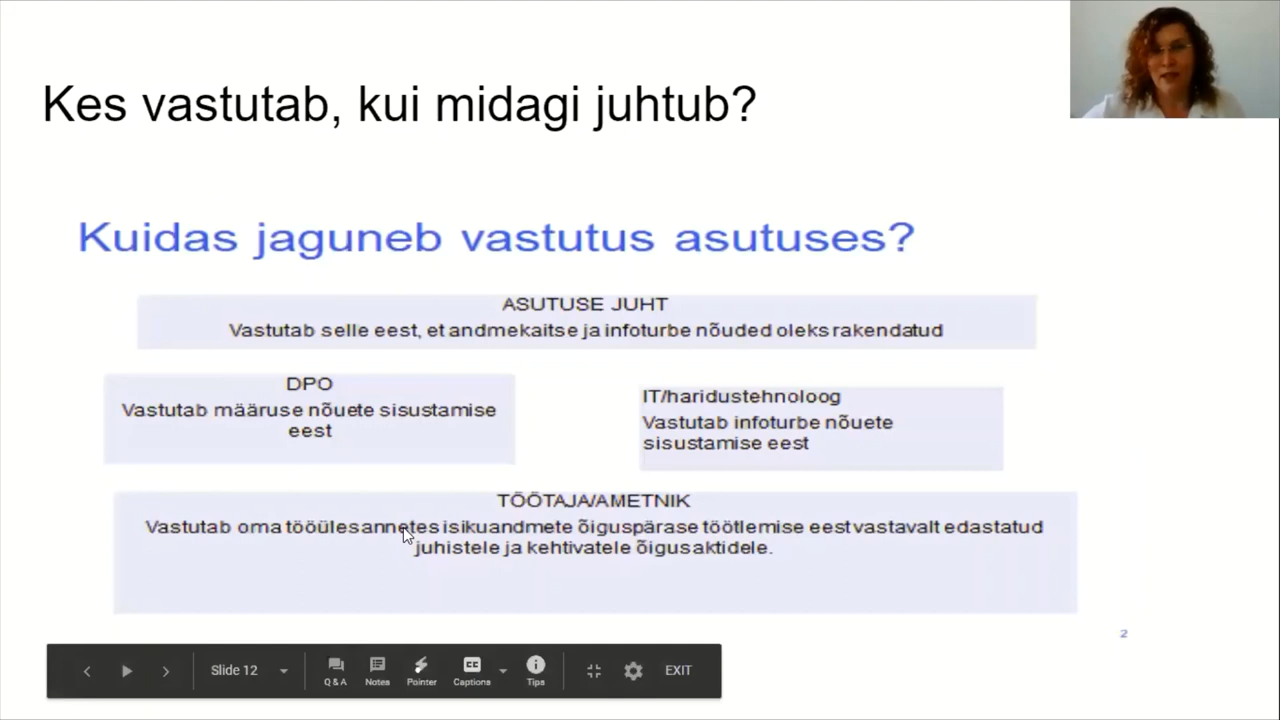 Kes vastutab, kui midagi juhtub?
Kuidas jaguneb vastutus asutuses?
ASUTUSE JUHT
Vastutab selle eest, et andmekaitse ja infoturbe nõuded oleks rakendatud
DPO
Vastutab määruse nõuete sisustamise
eest
IT/haridustehnoloog
Vastutab infoturbe nõuete
sisustamise eest
TÖÖTAJA/AMETNIK
Vastutab oma tööülesannetes isikuandmete õiguspärase töötlemise eest vastavalt edastatud
juhistele ja kehtivatele õigusaktidele.
2
Slide 12
Q & A
Notes
Pointer
CC
Captions
Tips
EXIT